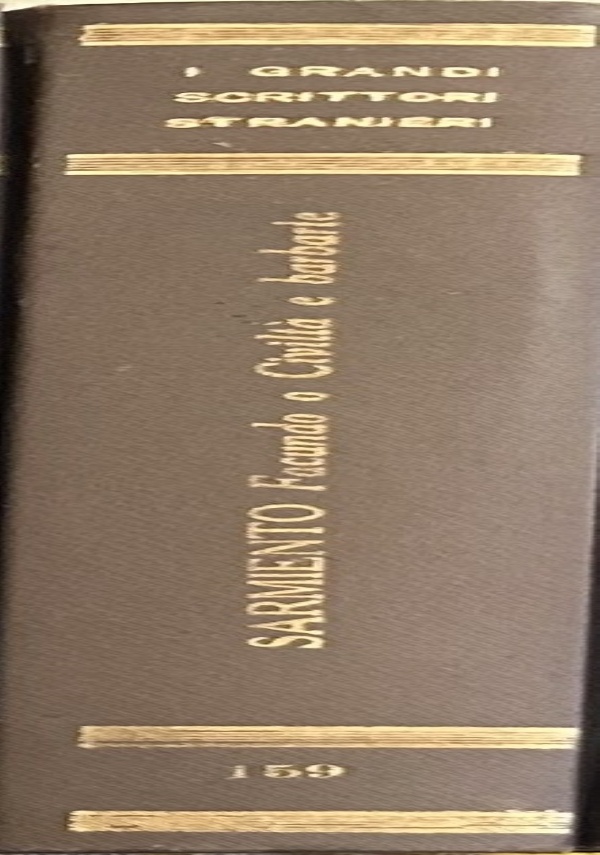 I GRANDI
SCRITTORI
STRANIERI
SARMIENTO Facundo o Civiltà e barbarie
159